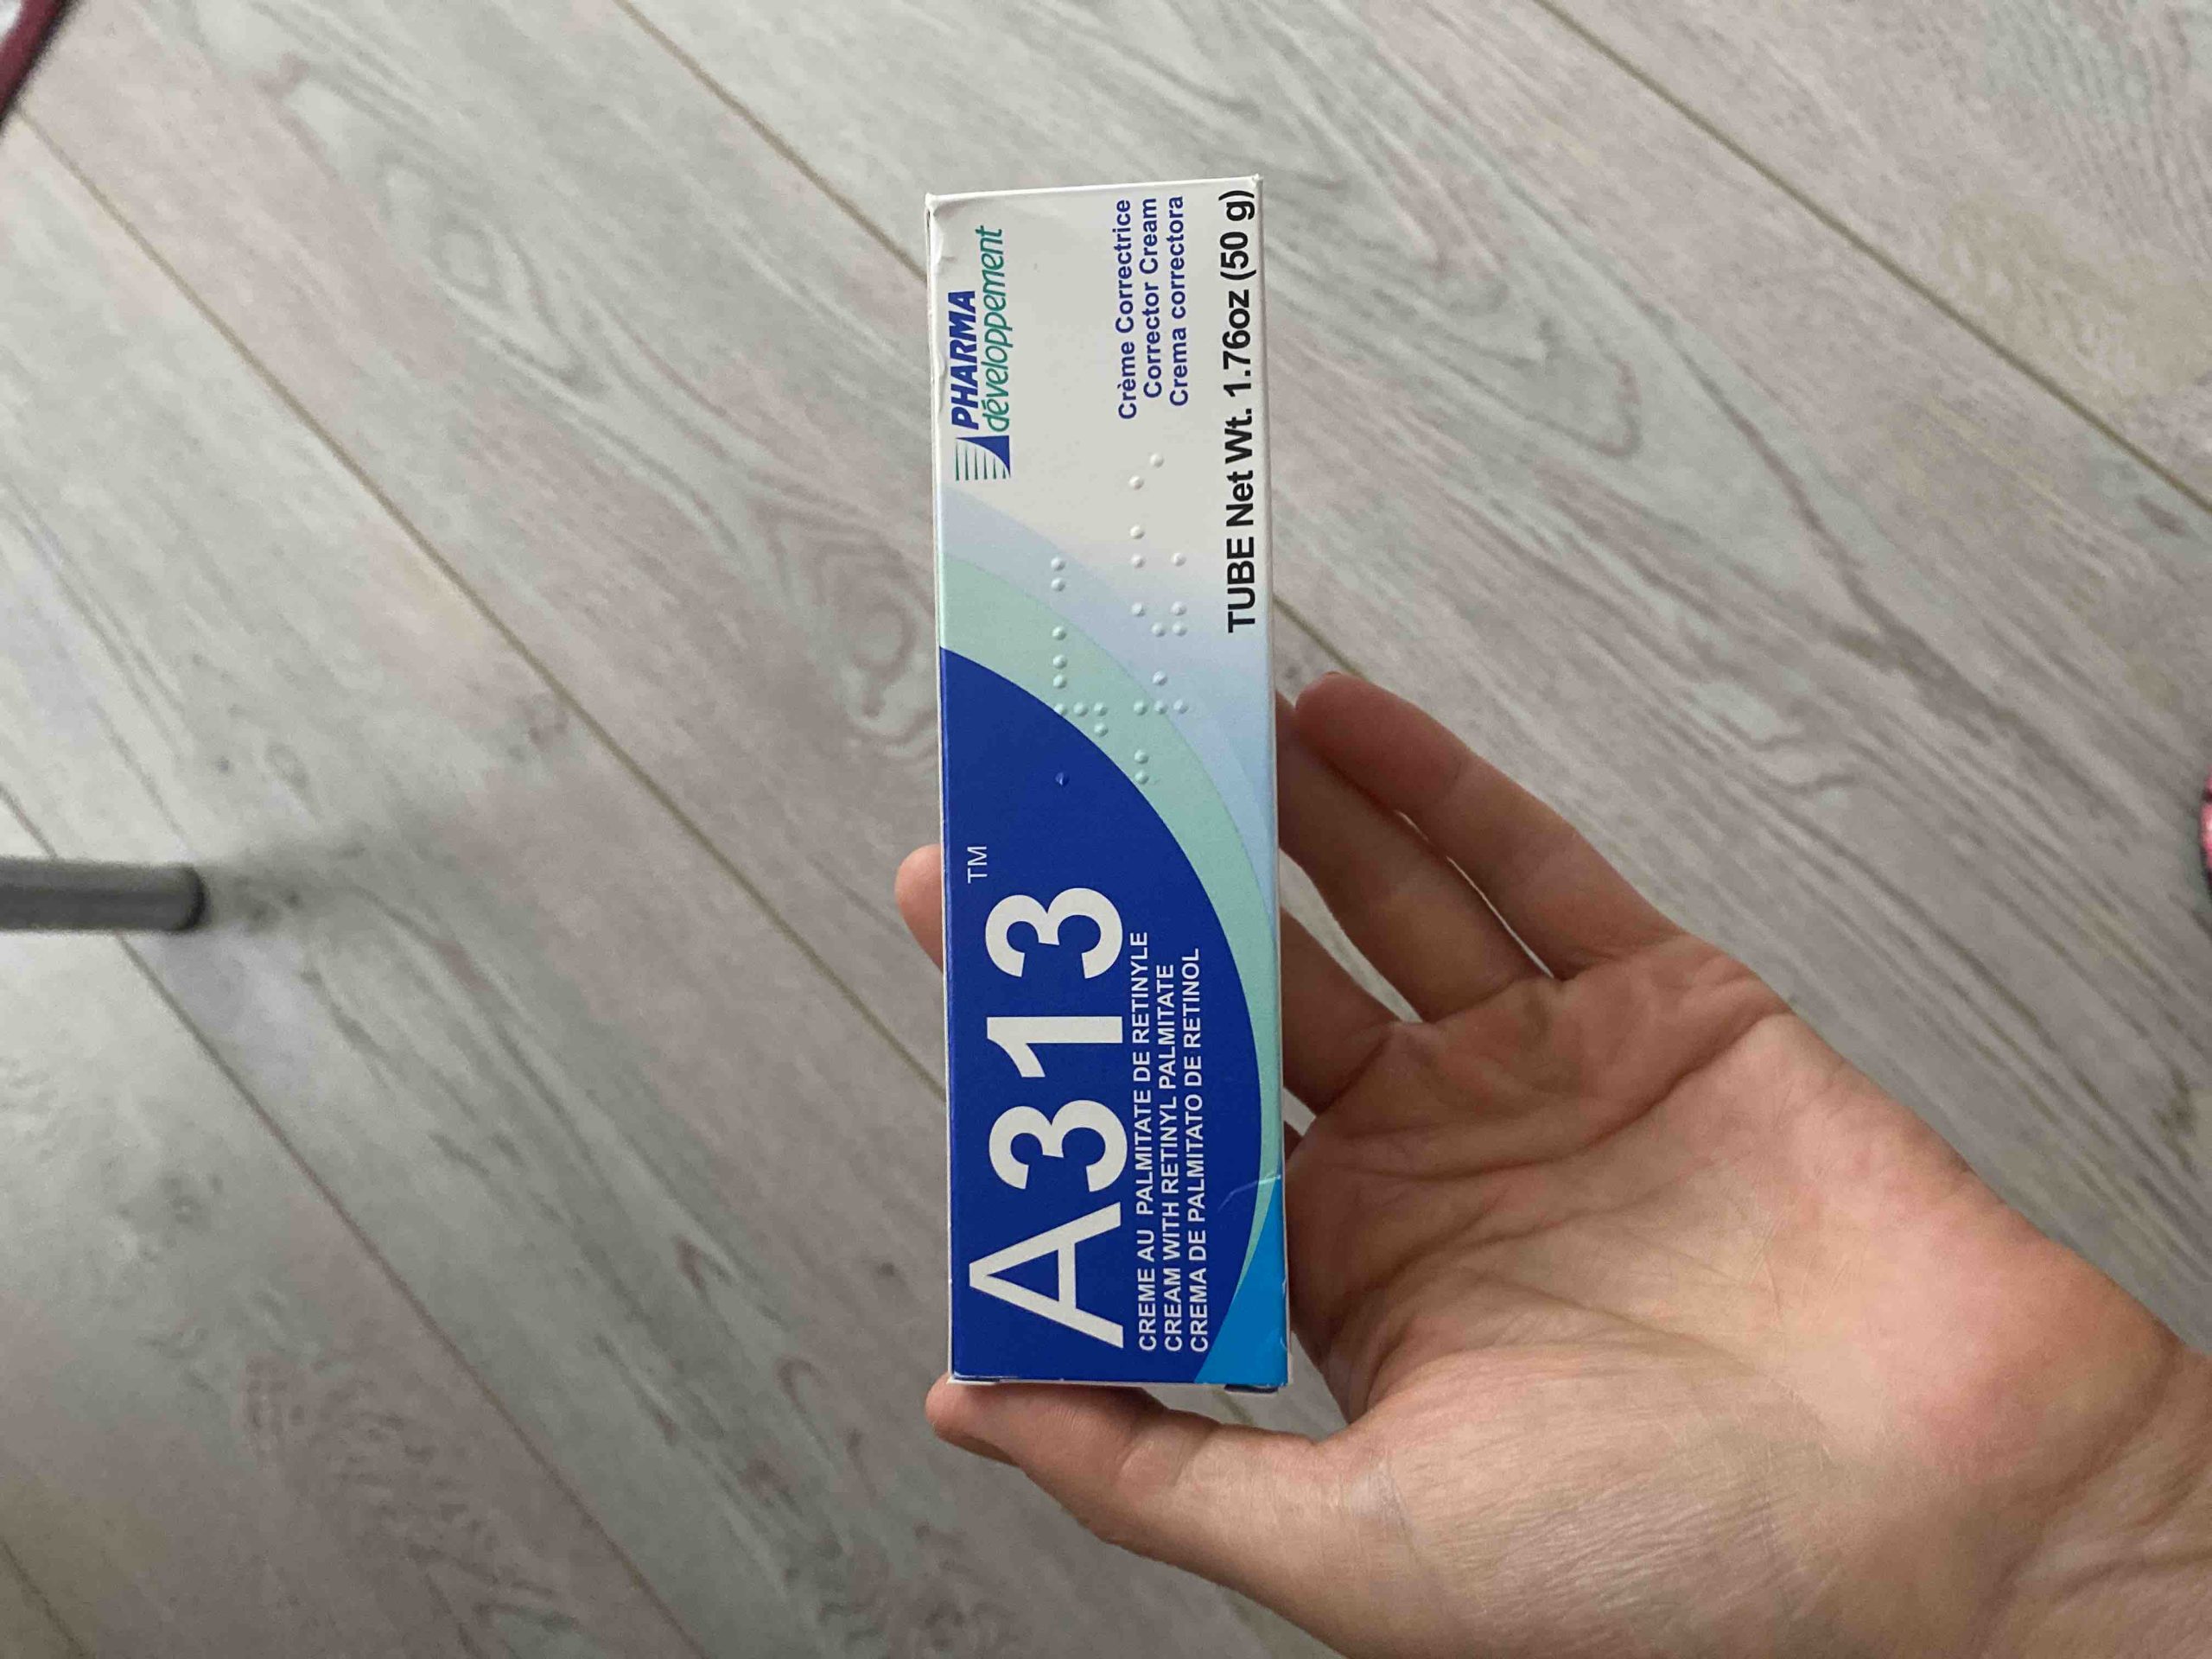 A313™
CREME AU PALMITATE DE RETINYLE
CREAM WITH RETINYL PALMITATE
CREMA DE PALMITATO DE RETINOL
PHARMA
développement
Crème Correctrice
Corrector Cream
Crema correctora
TUBE Net Wt. 1.76oz (50 g)